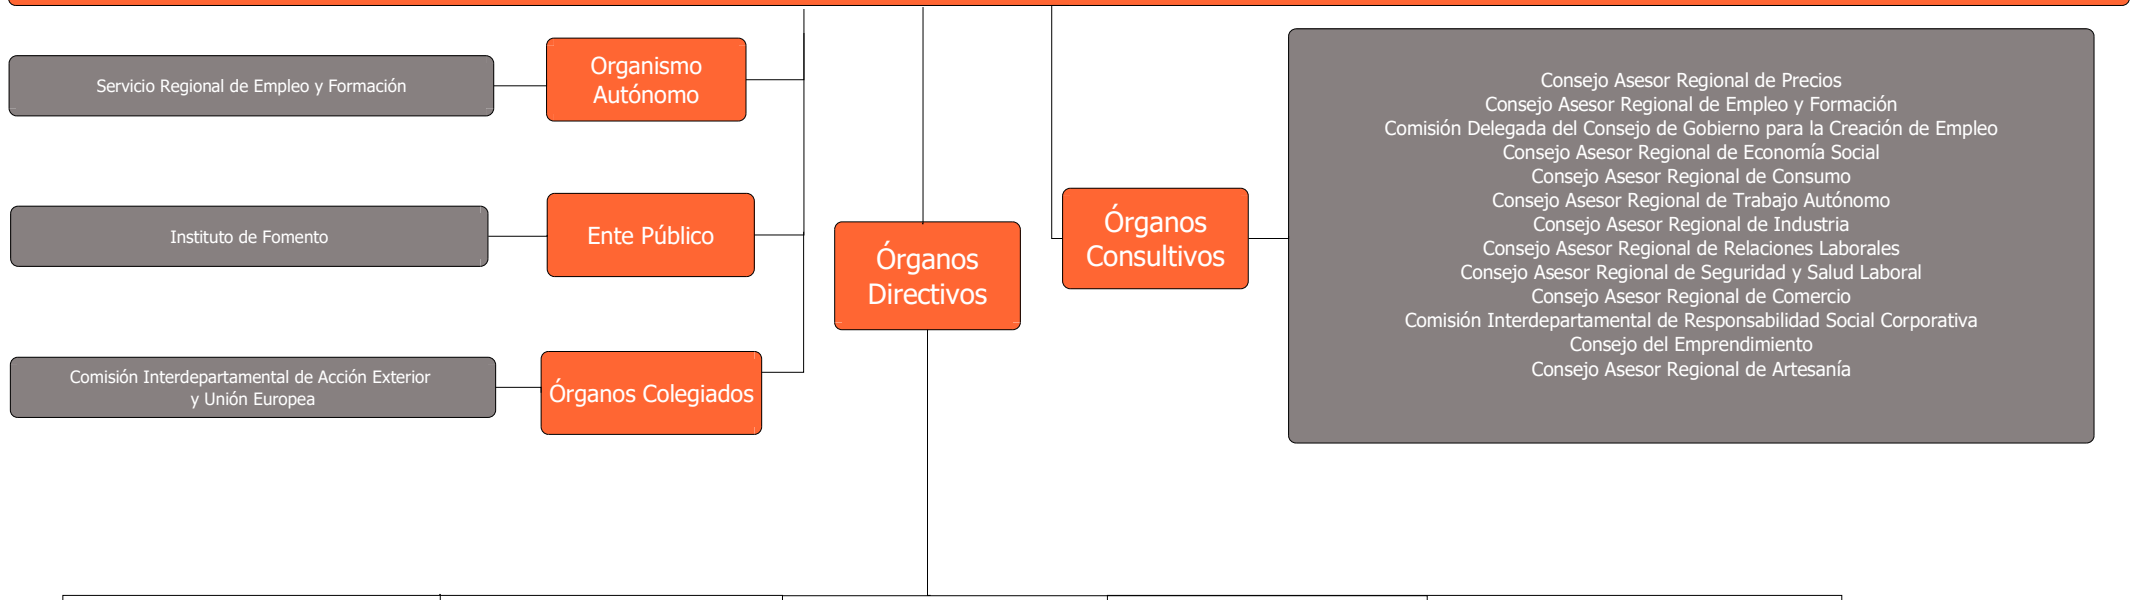 Organismo
Autónomo
Servicio Regional de Empleo y Formación
Ente Público
Instituto de Fomento
Órganos Colegiados
Comisión Interdepartamental de Acción Exterior
y Unión Europea
Órganos
Directivos
Órganos
Consultivos
Consejo Asesor Regional de Precios
Consejo Asesor Regional de Empleo y Formación
Comisión Delegada del Consejo de Gobierno para la Creación de Empleo
Consejo Asesor Regional de Economía Social
Consejo Asesor Regional de Consumo
Consejo Asesor Regional de Trabajo Autónomo
Consejo Asesor Regional de Industria
Consejo Asesor Regional de Relaciones Laborales
Consejo Asesor Regional de Seguridad y Salud Laboral
Consejo Asesor Regional de Comercio
Comisión Interdepartamental de Responsabilidad Social Corporativa
Consejo del Emprendimiento
Consejo Asesor Regional de Artesanía